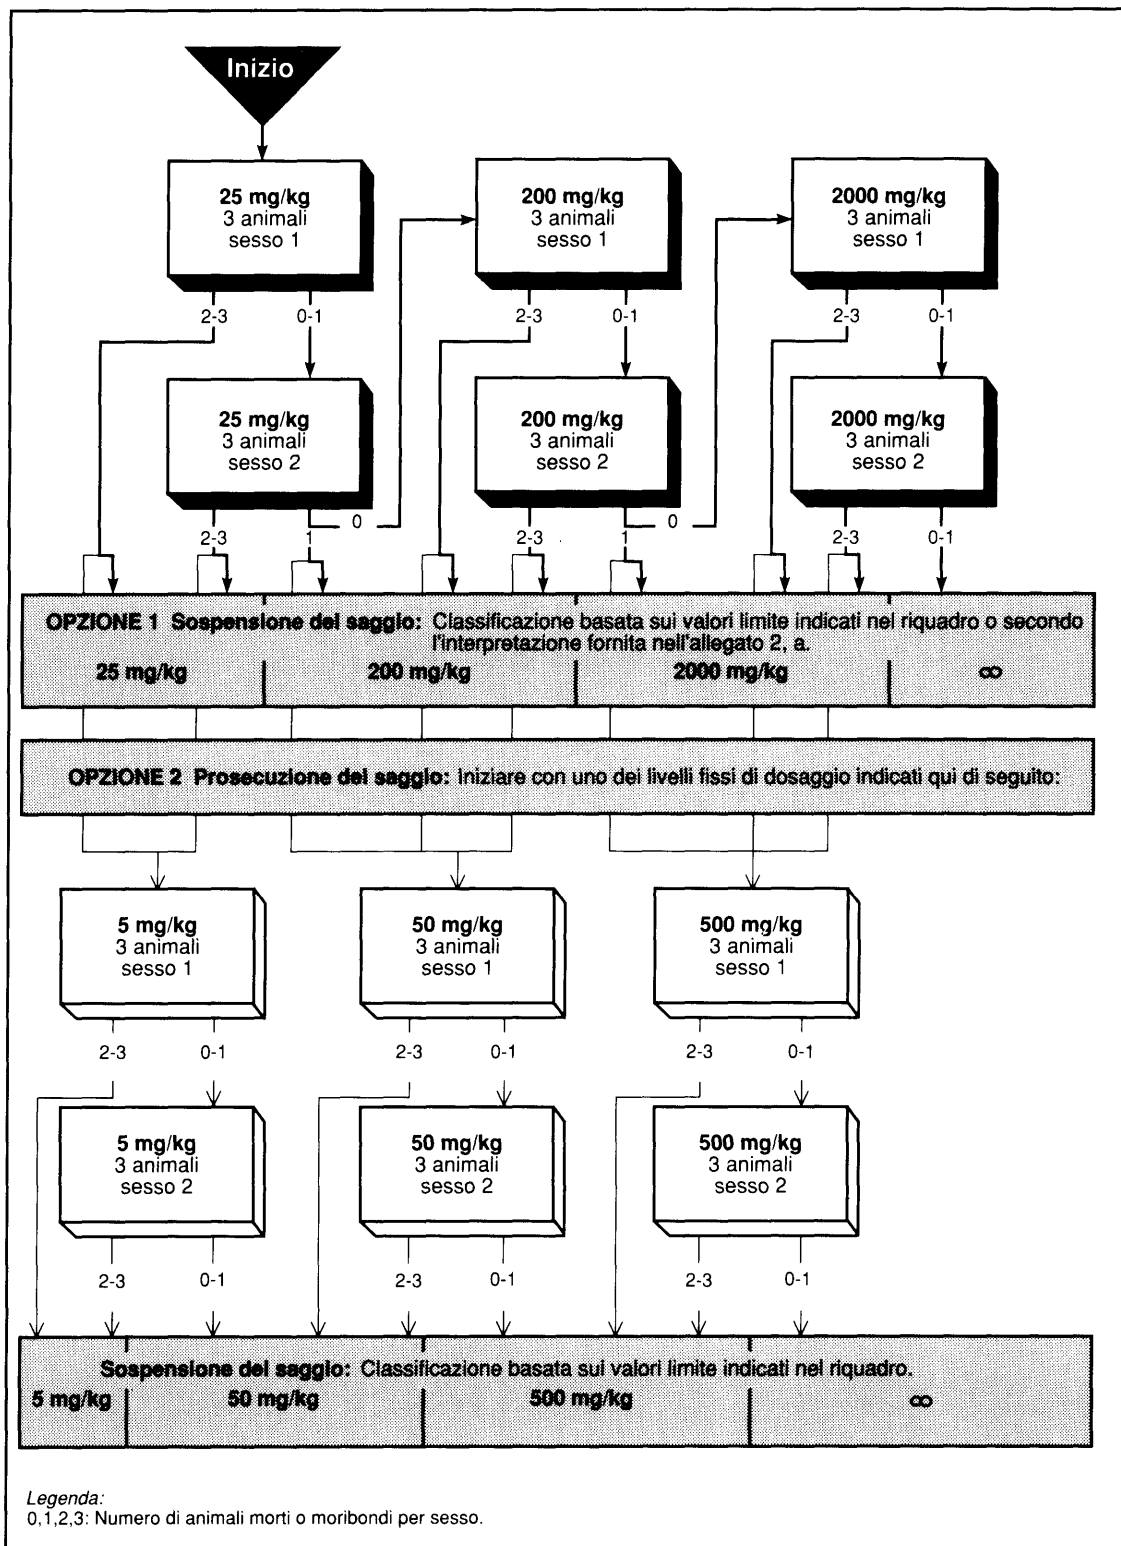 Inizio
25 mg/kg
3 animali
sesso 1
200 mg/kg
3 animali
sesso 1
2000 mg/kg
3 animali
sesso 1
2-3
0-1
2-3
0-1
2-3
0-1
25 mg/kg
3 animali
sesso 2
200 mg/kg
3 animali
sesso 2
2000 mg/kg
3 animali
sesso 2
2-3
1
0
2-3
1
0
2-3
0-1
OPZIONE 1 Sospensione del saggio: Classificazione basata sui valori limite indicati nel riquadro o secondo
l'interpretazione fornita nell'allegato 2, a.
25 mg/kg
200 mg/kg
2000 mg/kg
∞
OPZIONE 2 Prosecuzione del saggio: Iniziare con uno dei livelli fissi di dosaggio indicati qui di seguito:
5 mg/kg
3 animali
sesso 1
50 mg/kg
3 animali
sesso 1
500 mg/kg
3 animali
sesso 1
2-3
0-1
2-3
0-1
2-3
0-1
5 mg/kg
3 animali
sesso 2
50 mg/kg
3 animali
sesso 2
500 mg/kg
3 animali
sesso 2
2-3
0-1
2-3
0-1
2-3
0-1
Sospensione del saggio: Classificazione basata sui valori limite indicati nel riquadro.
5 mg/kg
50 mg/kg
500 mg/kg
∞
Legenda:
0,1,2,3: Numero di animali morti o moribondi per sesso.